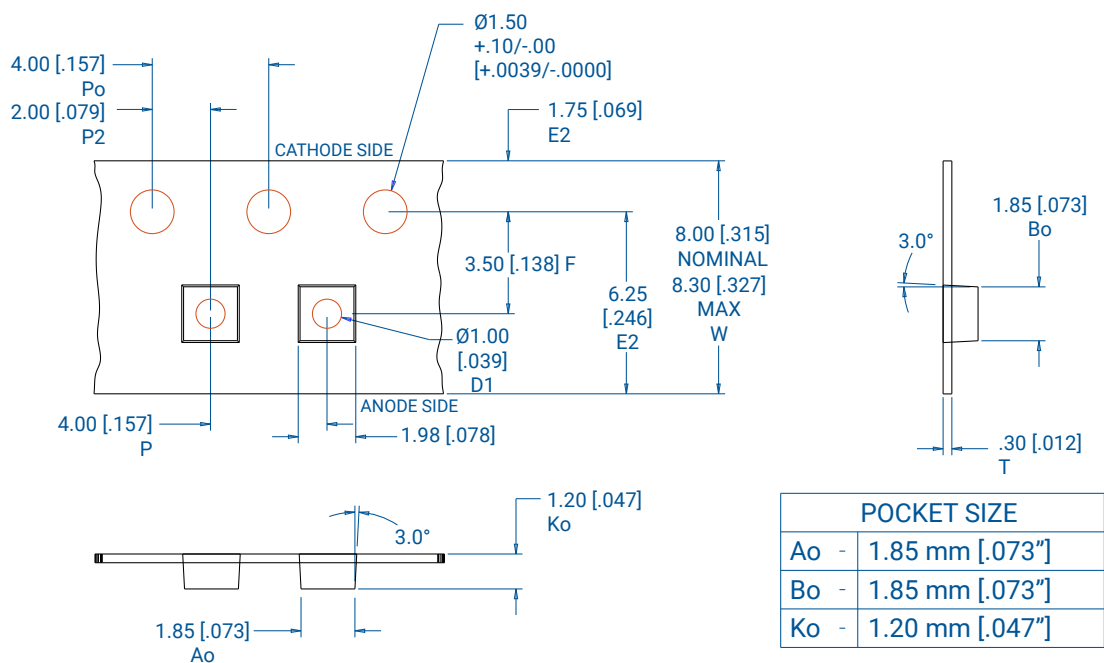 Ø1.50
+.10/-.00
[+.0039/-.0000]
4.00 [.157]
Po
2.00 [.079]
P2
1.75 [.069]
E2
CATHODE SIDE
3.50 [.138] F
8.00 [.315]
NOMINAL
8.30 [.327]
MAX
W
6.25
[.246]
E2
Ø1.00
[.039]
D1
ANODE SIDE
4.00 [.157]
P
1.98 [.078]
3.0°
1.85 [.073]
Bo
.30 [.012]
T
1.20 [.047]
Ko
3.0°
1.85 [.073]
Ao
POCKET SIZE
Ao - 1.85 mm [.073”]
Bo - 1.85 mm [.073”]
Ko - 1.20 mm [.047”]